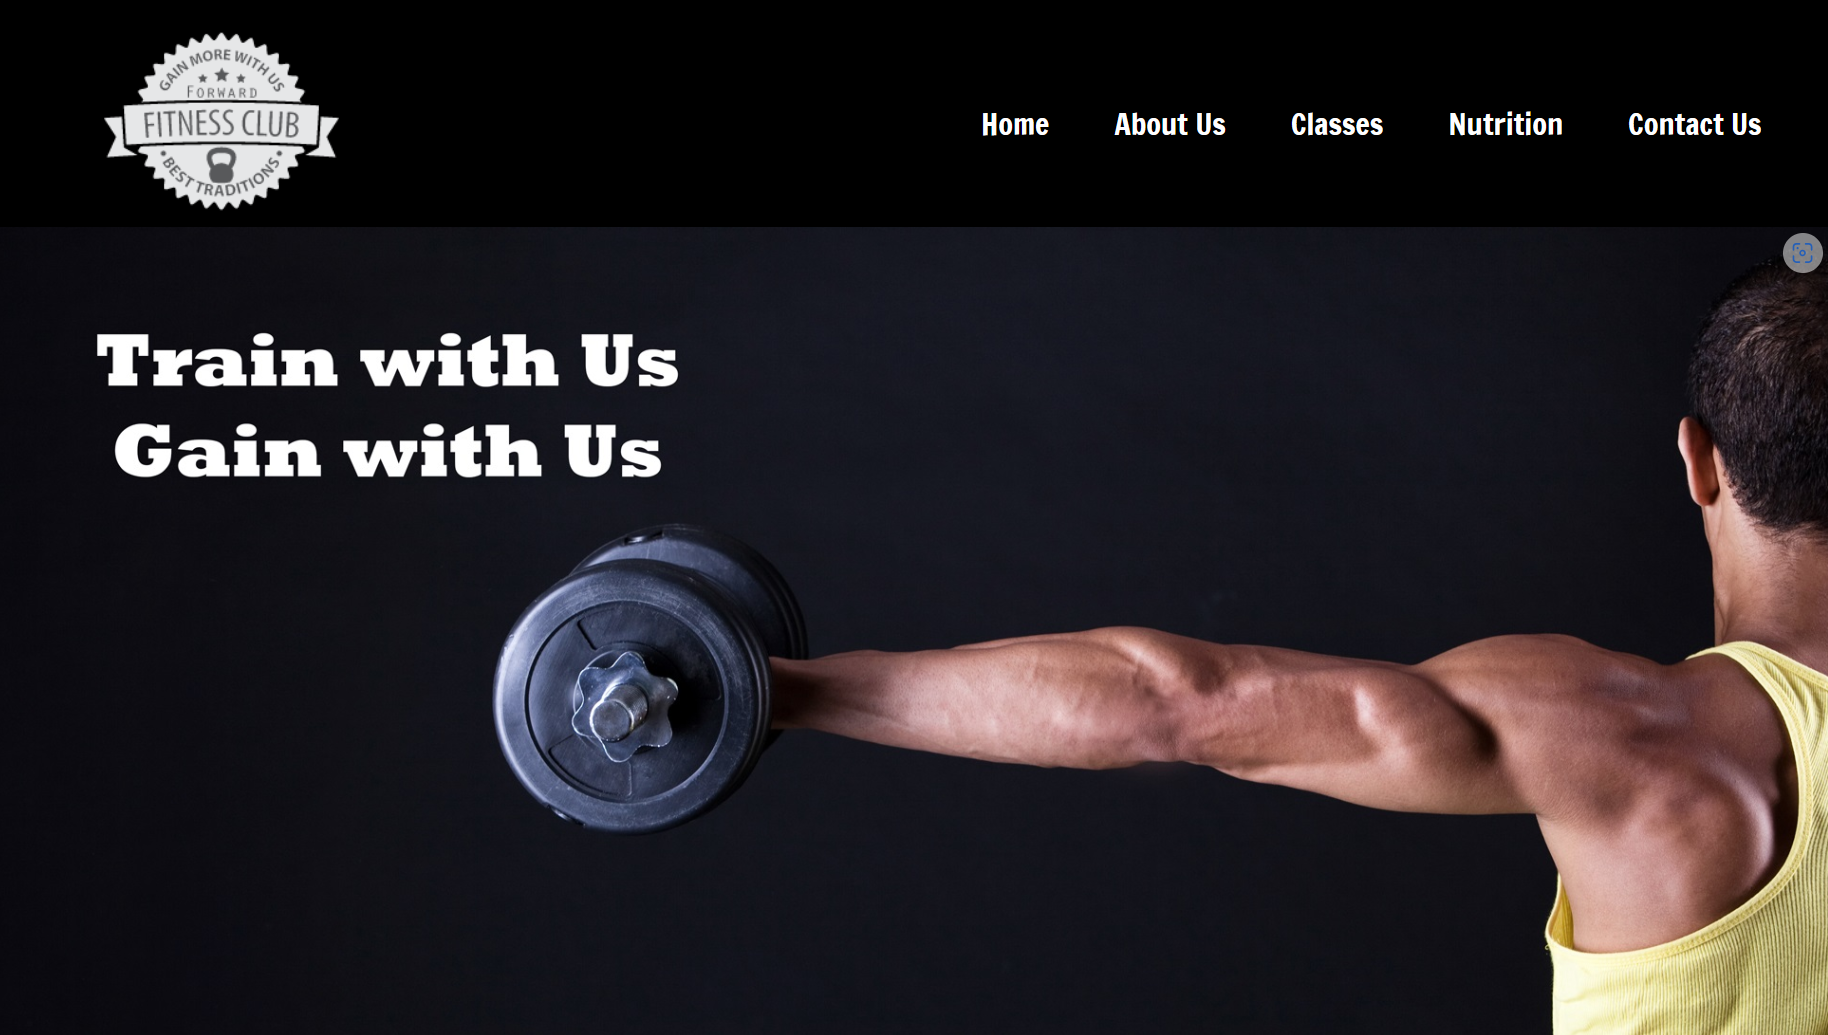 GAIN MORE WITH US
FORWARD
FITNESS CLUB
BEST TRADITIONS
Home
About Us
Classes
Nutrition
Contact Us
Train with Us
Gain with Us